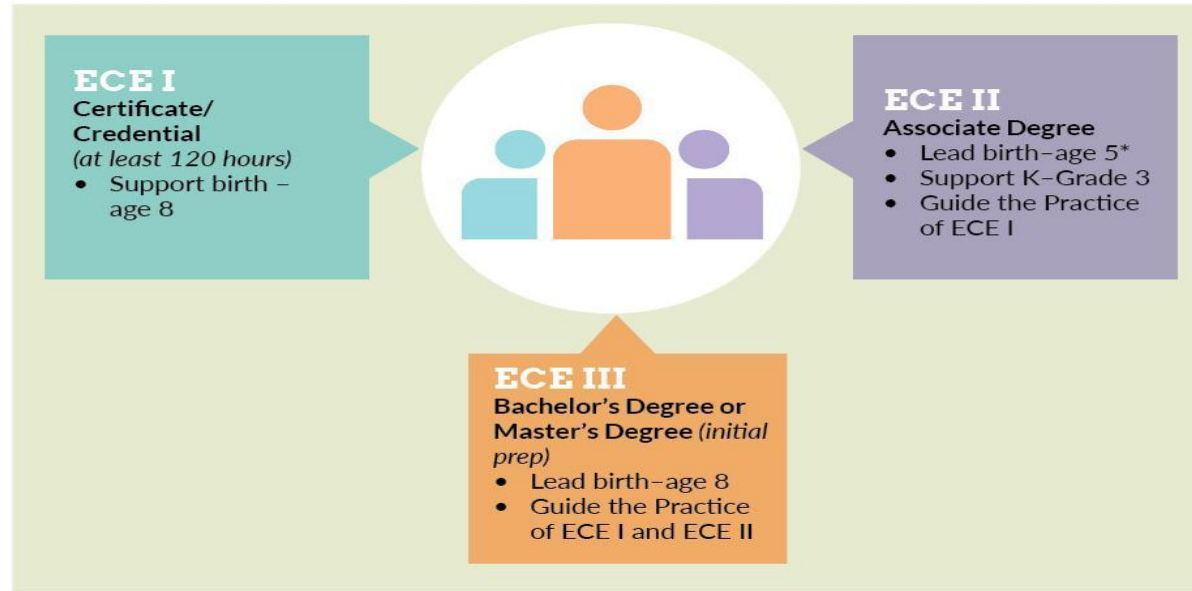 ECE I
Certificate/
Credential
(at least 120 hours)
• Support birth –
age 8
ECE II
Associate Degree
• Lead birth–age 5*
• Support K–Grade 3
• Guide the Practice
of ECE I
ECE III
Bachelor's Degree or
Master's Degree (initial
prep)
• Lead birth–age 8
• Guide the Practice
of ECE I and ECE II